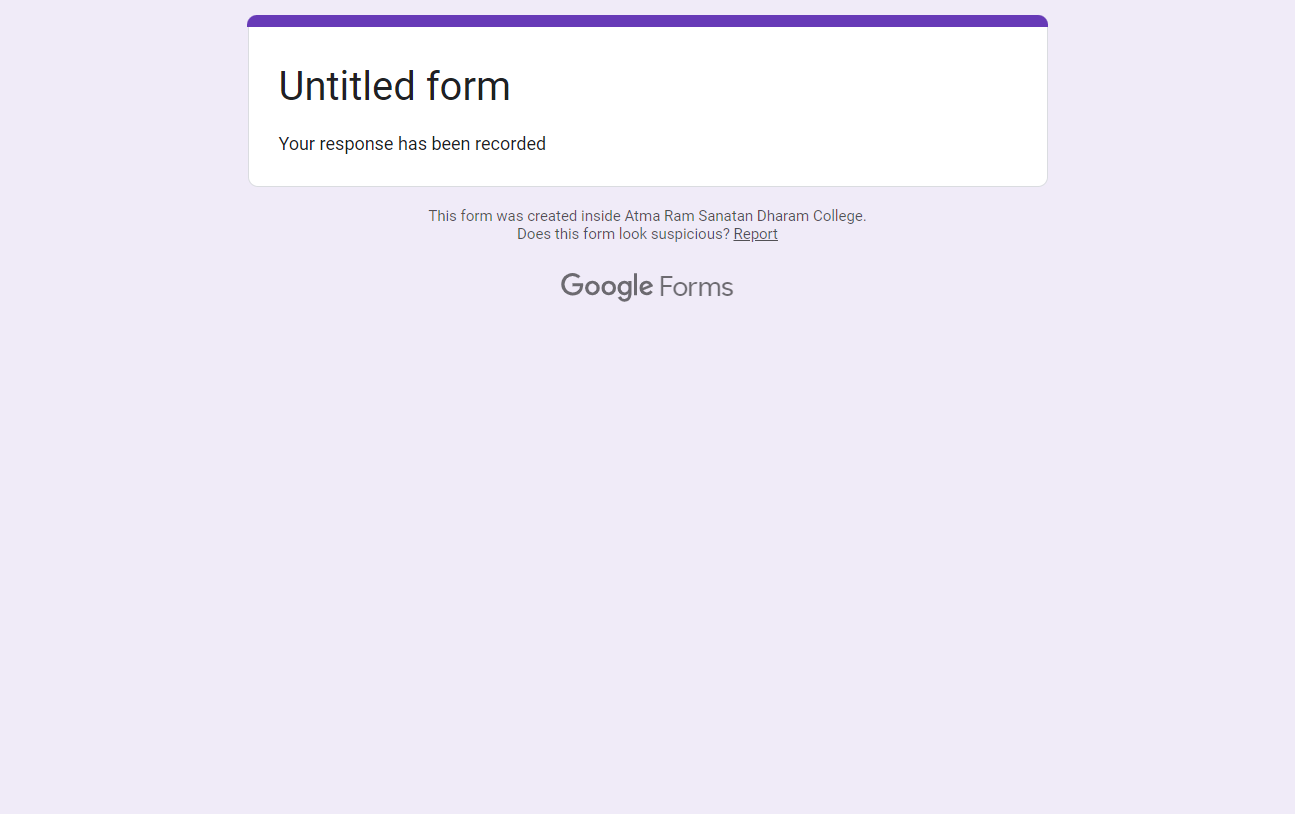 Untitled form
Your response has been recorded
This form was created inside Atma Ram Sanatan Dharam College.
Does this form look suspicious? Report
Google Forms